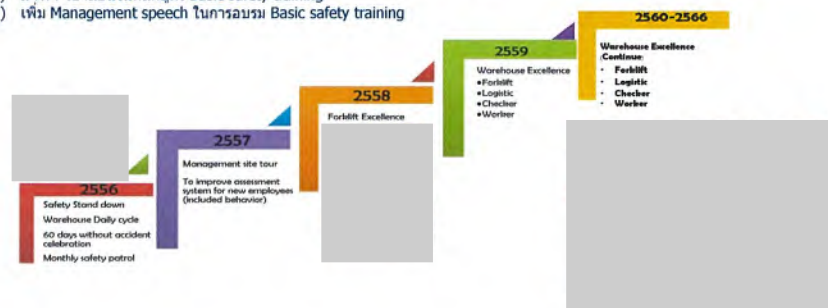 เพิ่ม Management speech ในการอบรม Basic safety training
2556
Safety Stand down
Warehouse Daily cycle
60 days without accident
celebration
Monthly safety patrol
2557
Management site tour
To improve assessment
system for new employees
(included behavior)
2558
Forklift Excellence
2559
Warehouse Excellence
•Forklift
•Logistic
•Checker
•Worker
2560-2566
Warehouse Excellence
(Continue)
• Forklift
• Logistic
• Checker
• Worker